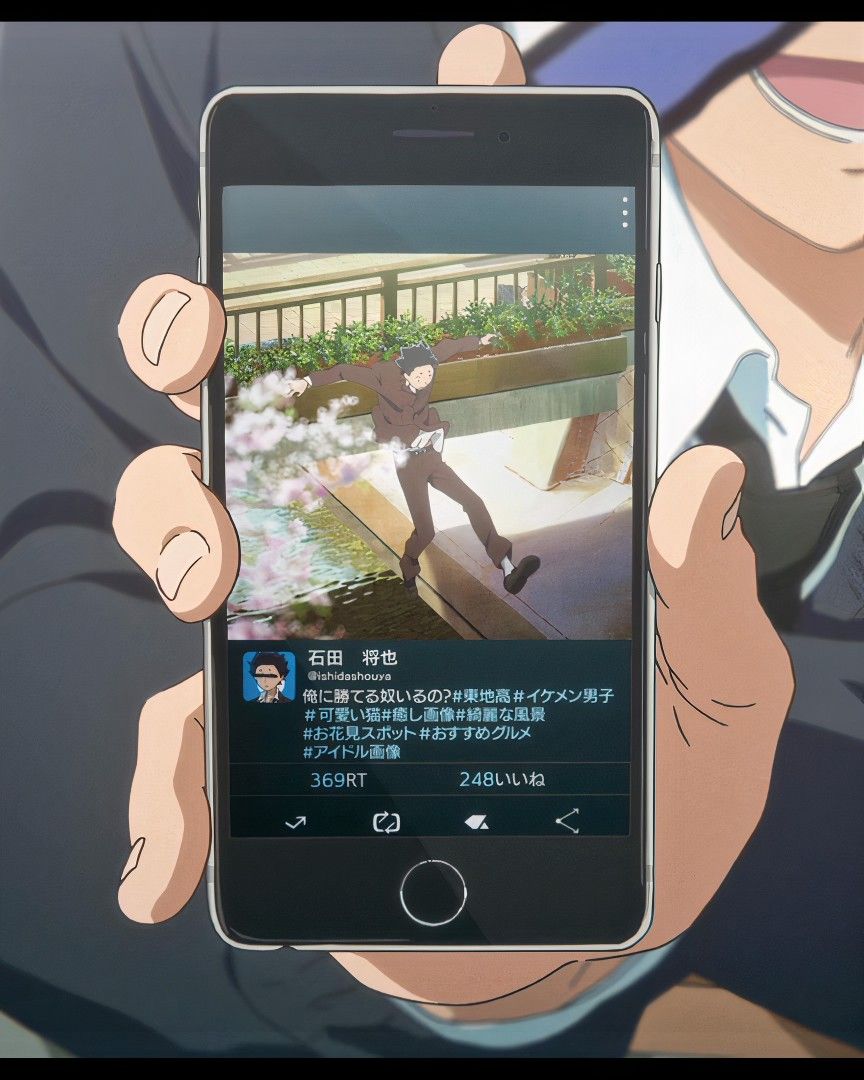 石田　将也
@ishidashouya
俺に勝てる奴いるの?#東地高#イケメン男子
#可愛い猫#癒し画像#綺麗な風景
#お花見スポット#おすすめグルメ
#アイドル画像
369RT 248いいね